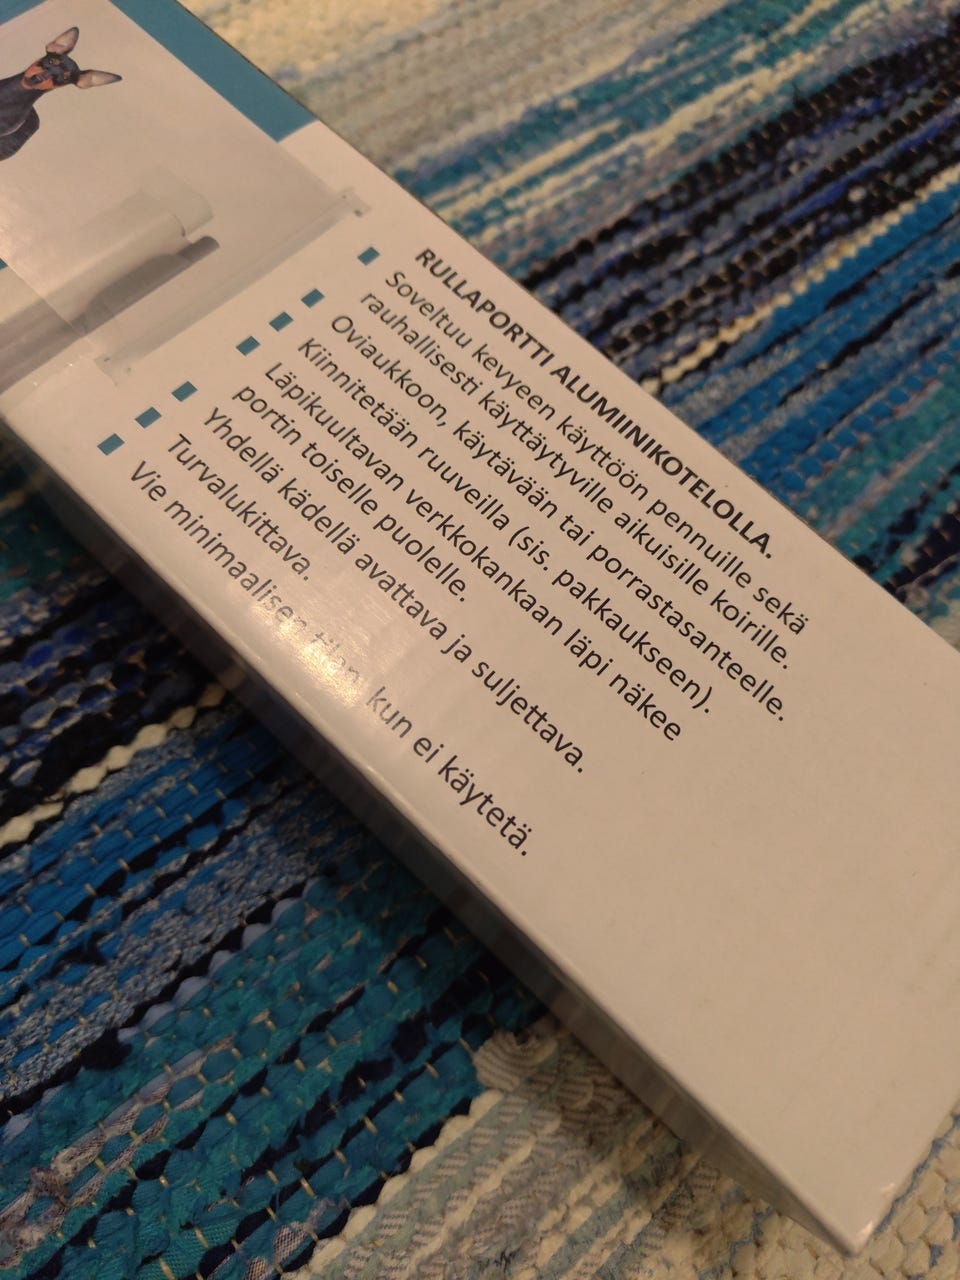 RULLAPORTTI ALUMIINIKOTELOLLA.
Soveltuu kevyeen käyttöön pennuille sekä
rauhallisesti käyttäytyville aikuisille koirille.
Oviaukkoon, käytävään tai porrastasanteelle.
Kiinnitetään ruuveilla (sis. pakkaukseen).
Läpikuultavan verkkokankaan läpi näkee
portin toiselle puolelle.
Yhdellä kädellä avattava ja suljettava.
Turvalukittava.
Vie minimaalisen tilan, kun ei käytetä.